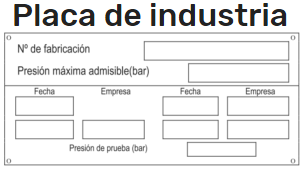 Placa de industria
Nº de fabricación
Presión máxima admisible(bar)
Fecha Empresa Fecha Empresa
Presión de prueba (bar)